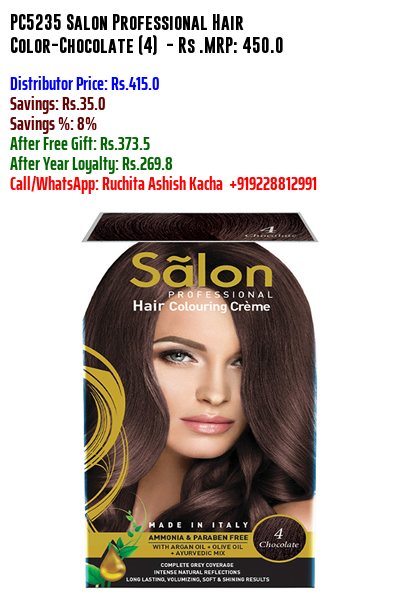 PC5235 Salon Professional Hair
Color-Chocolate (4) - Rs .MRP: 450.0
Distributor Price: Rs.415.0
Savings: Rs.35.0
Savings %: 8%
After Free Gift: Rs.373.5
After Year Loyalty: Rs.269.8
Call/WhatsApp: Ruchita Ashish Kacha +919228812991
4
Chocolate
Sãlon
PROFESSIONAL
Hair Colouring Crème
MADE IN ITALY
AMMONIA & PARABEN FREE
WITH ARGAN OIL • OLIVE OIL
• AYURVEDIC MIX
4
Chocolate
COMPLETE GREY COVERAGE
INTENSE NATURAL REFLECTIONS
LONG LASTING, VOLUMIZING, SOFT & SHINING RESULTS